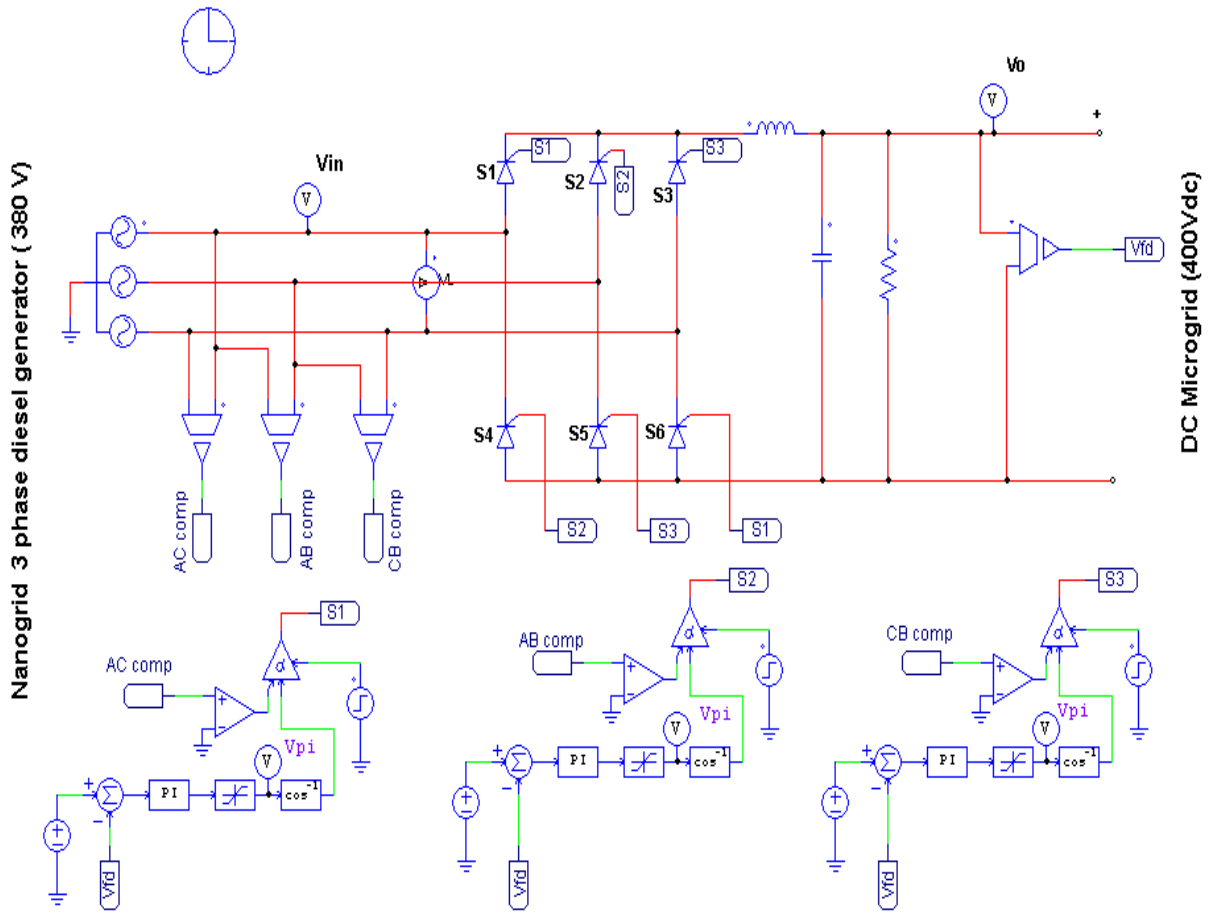 Nanogrid 3 phase diesel generator ( 380 V)
Vin
V
VL
S1
S1
S2
S2
S3
S3
Vo
V
+
Vfd
DC Microgrid (400Vdc)
S4
S5
S6
S2
S3
S1
AC comp
AB comp
CB comp
S1
AC comp
α
+
−
Vpi
V
+
Σ
−
PI
cos⁻¹
Vfd
S2
AB comp
α
+
−
Vpi
V
+
Σ
−
PI
cos⁻¹
Vfd
S3
CB comp
α
+
−
Vpi
V
+
Σ
−
PI
cos⁻¹
Vfd